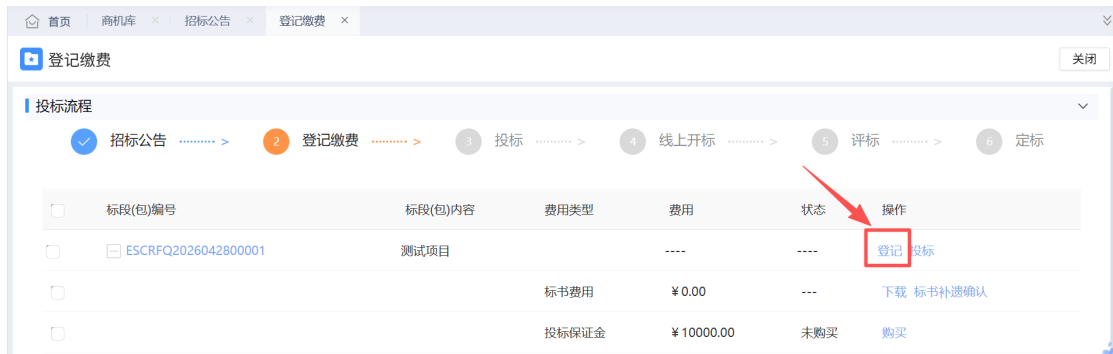 首页 商机库 × 招标公告 × 登记缴费 ×
登记缴费 关闭
投标流程
招标公告 ········· > 2 登记缴费 ········· > 3 投标 ········· > 4 线上开标 ········· > 5 评标 ········· > 6 定标
标段(包)编号 标段(包)内容 费用类型 费用 状态 操作
ESCRFQ2026042800001 测试项目 ---- ---- 登记 投标
标书费用 ¥0.00 --- 下载 标书补遗确认
投标保证金 ¥10000.00 未购买 购买